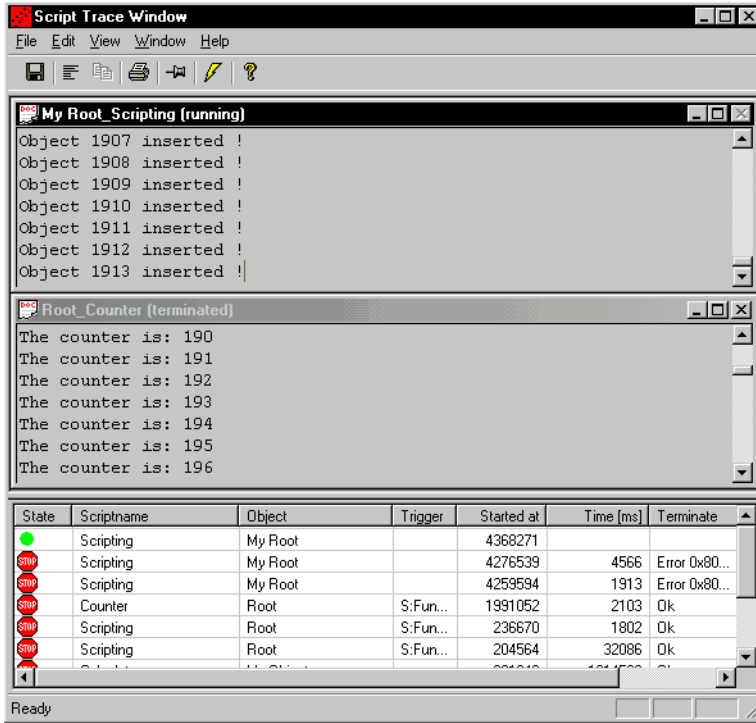 Script Trace Window
File Edit View Window Help
My Root_Scripting (running)
Object 1907 inserted !
Object 1908 inserted !
Object 1909 inserted !
Object 1910 inserted !
Object 1911 inserted !
Object 1912 inserted !
Object 1913 inserted !
Root_Counter (terminated)
The counter is: 190
The counter is: 191
The counter is: 192
The counter is: 193
The counter is: 194
The counter is: 195
The counter is: 196
State Scriptname Object Trigger Started at Time [ms] Terminate
Scripting My Root 4368271
STOP Scripting My Root 4276539 4566 Error 0x80...
STOP Scripting My Root 4259594 1913 Error 0x80...
STOP Counter Root S:Fun... 1991052 2103 Ok
STOP Scripting Root S:Fun... 236670 1802 Ok
STOP Scripting Root S:Fun... 204564 32086 Ok
Ready